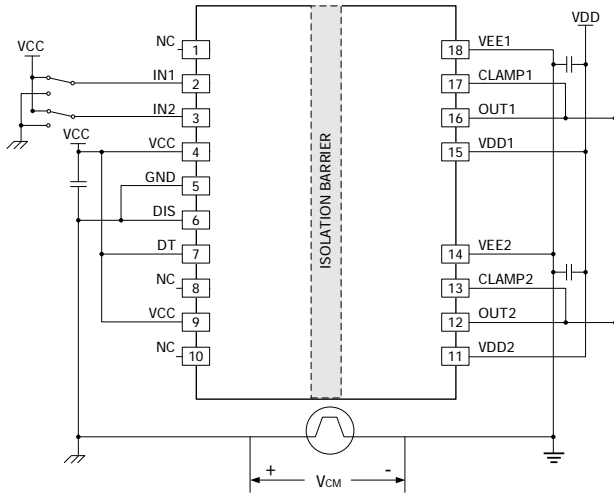 VCC
VDD
NC
1
IN1
2
IN2
3
VCC
VCC
4
GND
5
DIS
6
DT
7
NC
8
VCC
9
NC
10
ISOLATION BARRIER
18
VEE1
17
CLAMP1
16
OUT1
15
VDD1
14
VEE2
13
CLAMP2
12
OUT2
11
VDD2
+
VCM
-